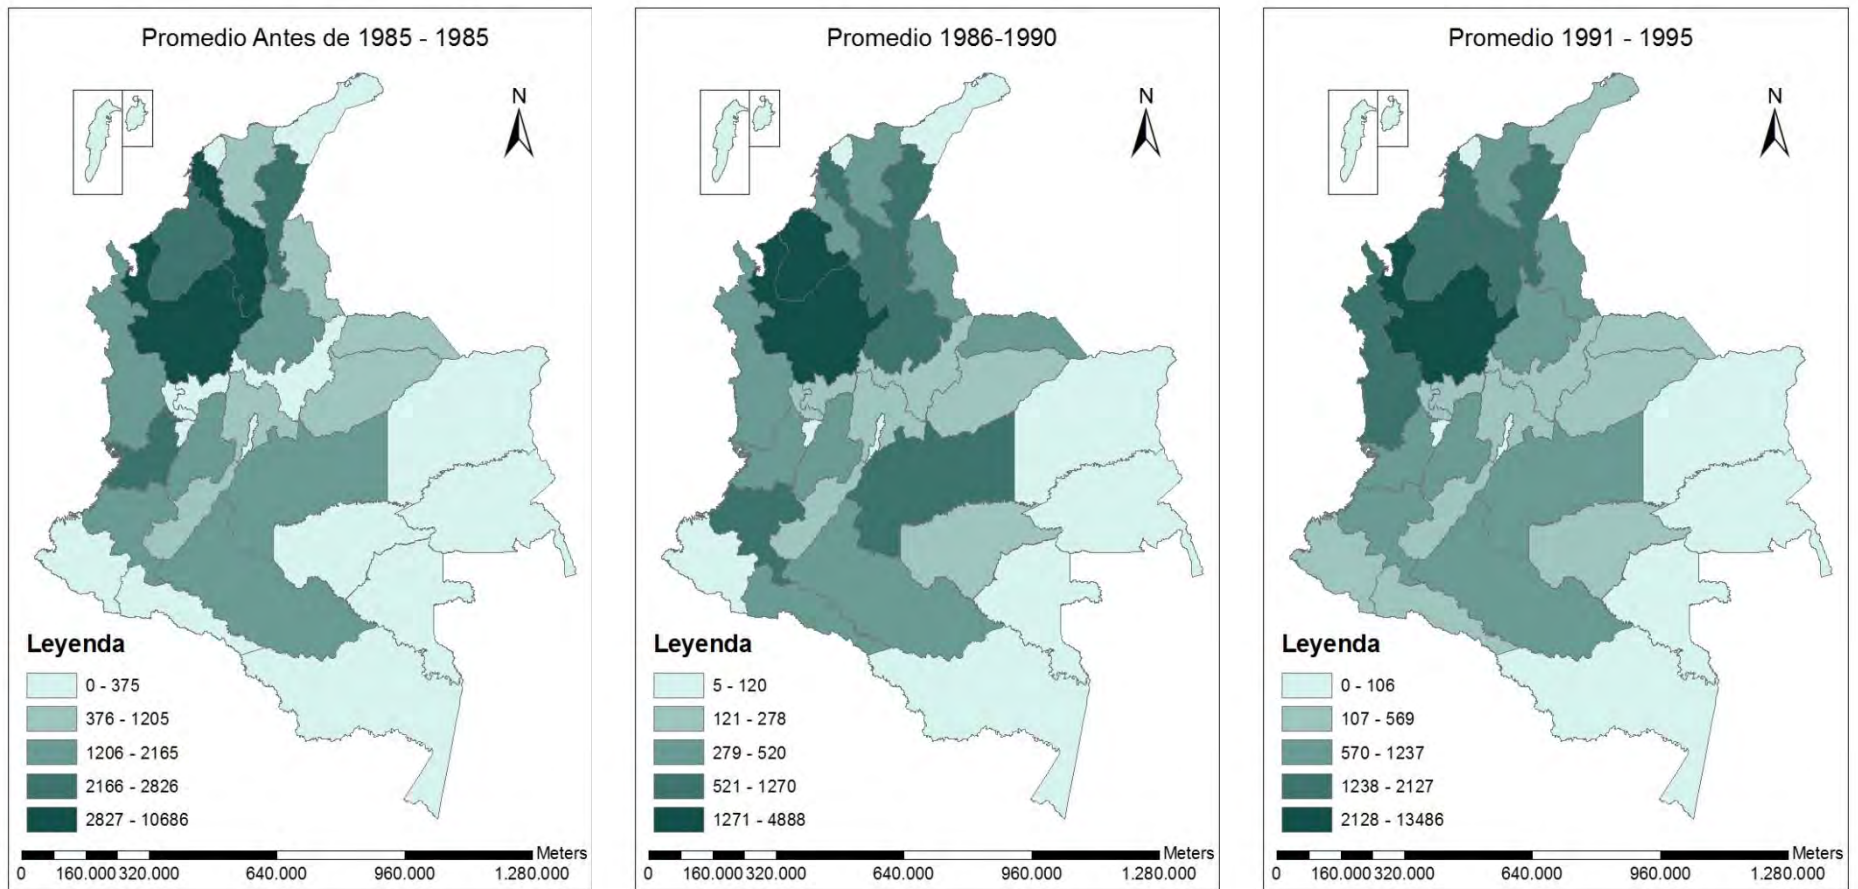 Promedio Antes de 1985 - 1985
N
Leyenda
0 - 375
376 - 1205
1206 - 2165
2166 - 2826
2827 - 10686
Meters
0 160.000 320.000 640.000 960.000 1.280.000
Promedio 1986-1990
N
Leyenda
5 - 120
121 - 278
279 - 520
521 - 1270
1271 - 4888
Meters
0 160.000 320.000 640.000 960.000 1.280.000
Promedio 1991 - 1995
N
Leyenda
0 - 106
107 - 569
570 - 1237
1238 - 2127
2128 - 13486
Meters
0 160.000 320.000 640.000 960.000 1.280.000